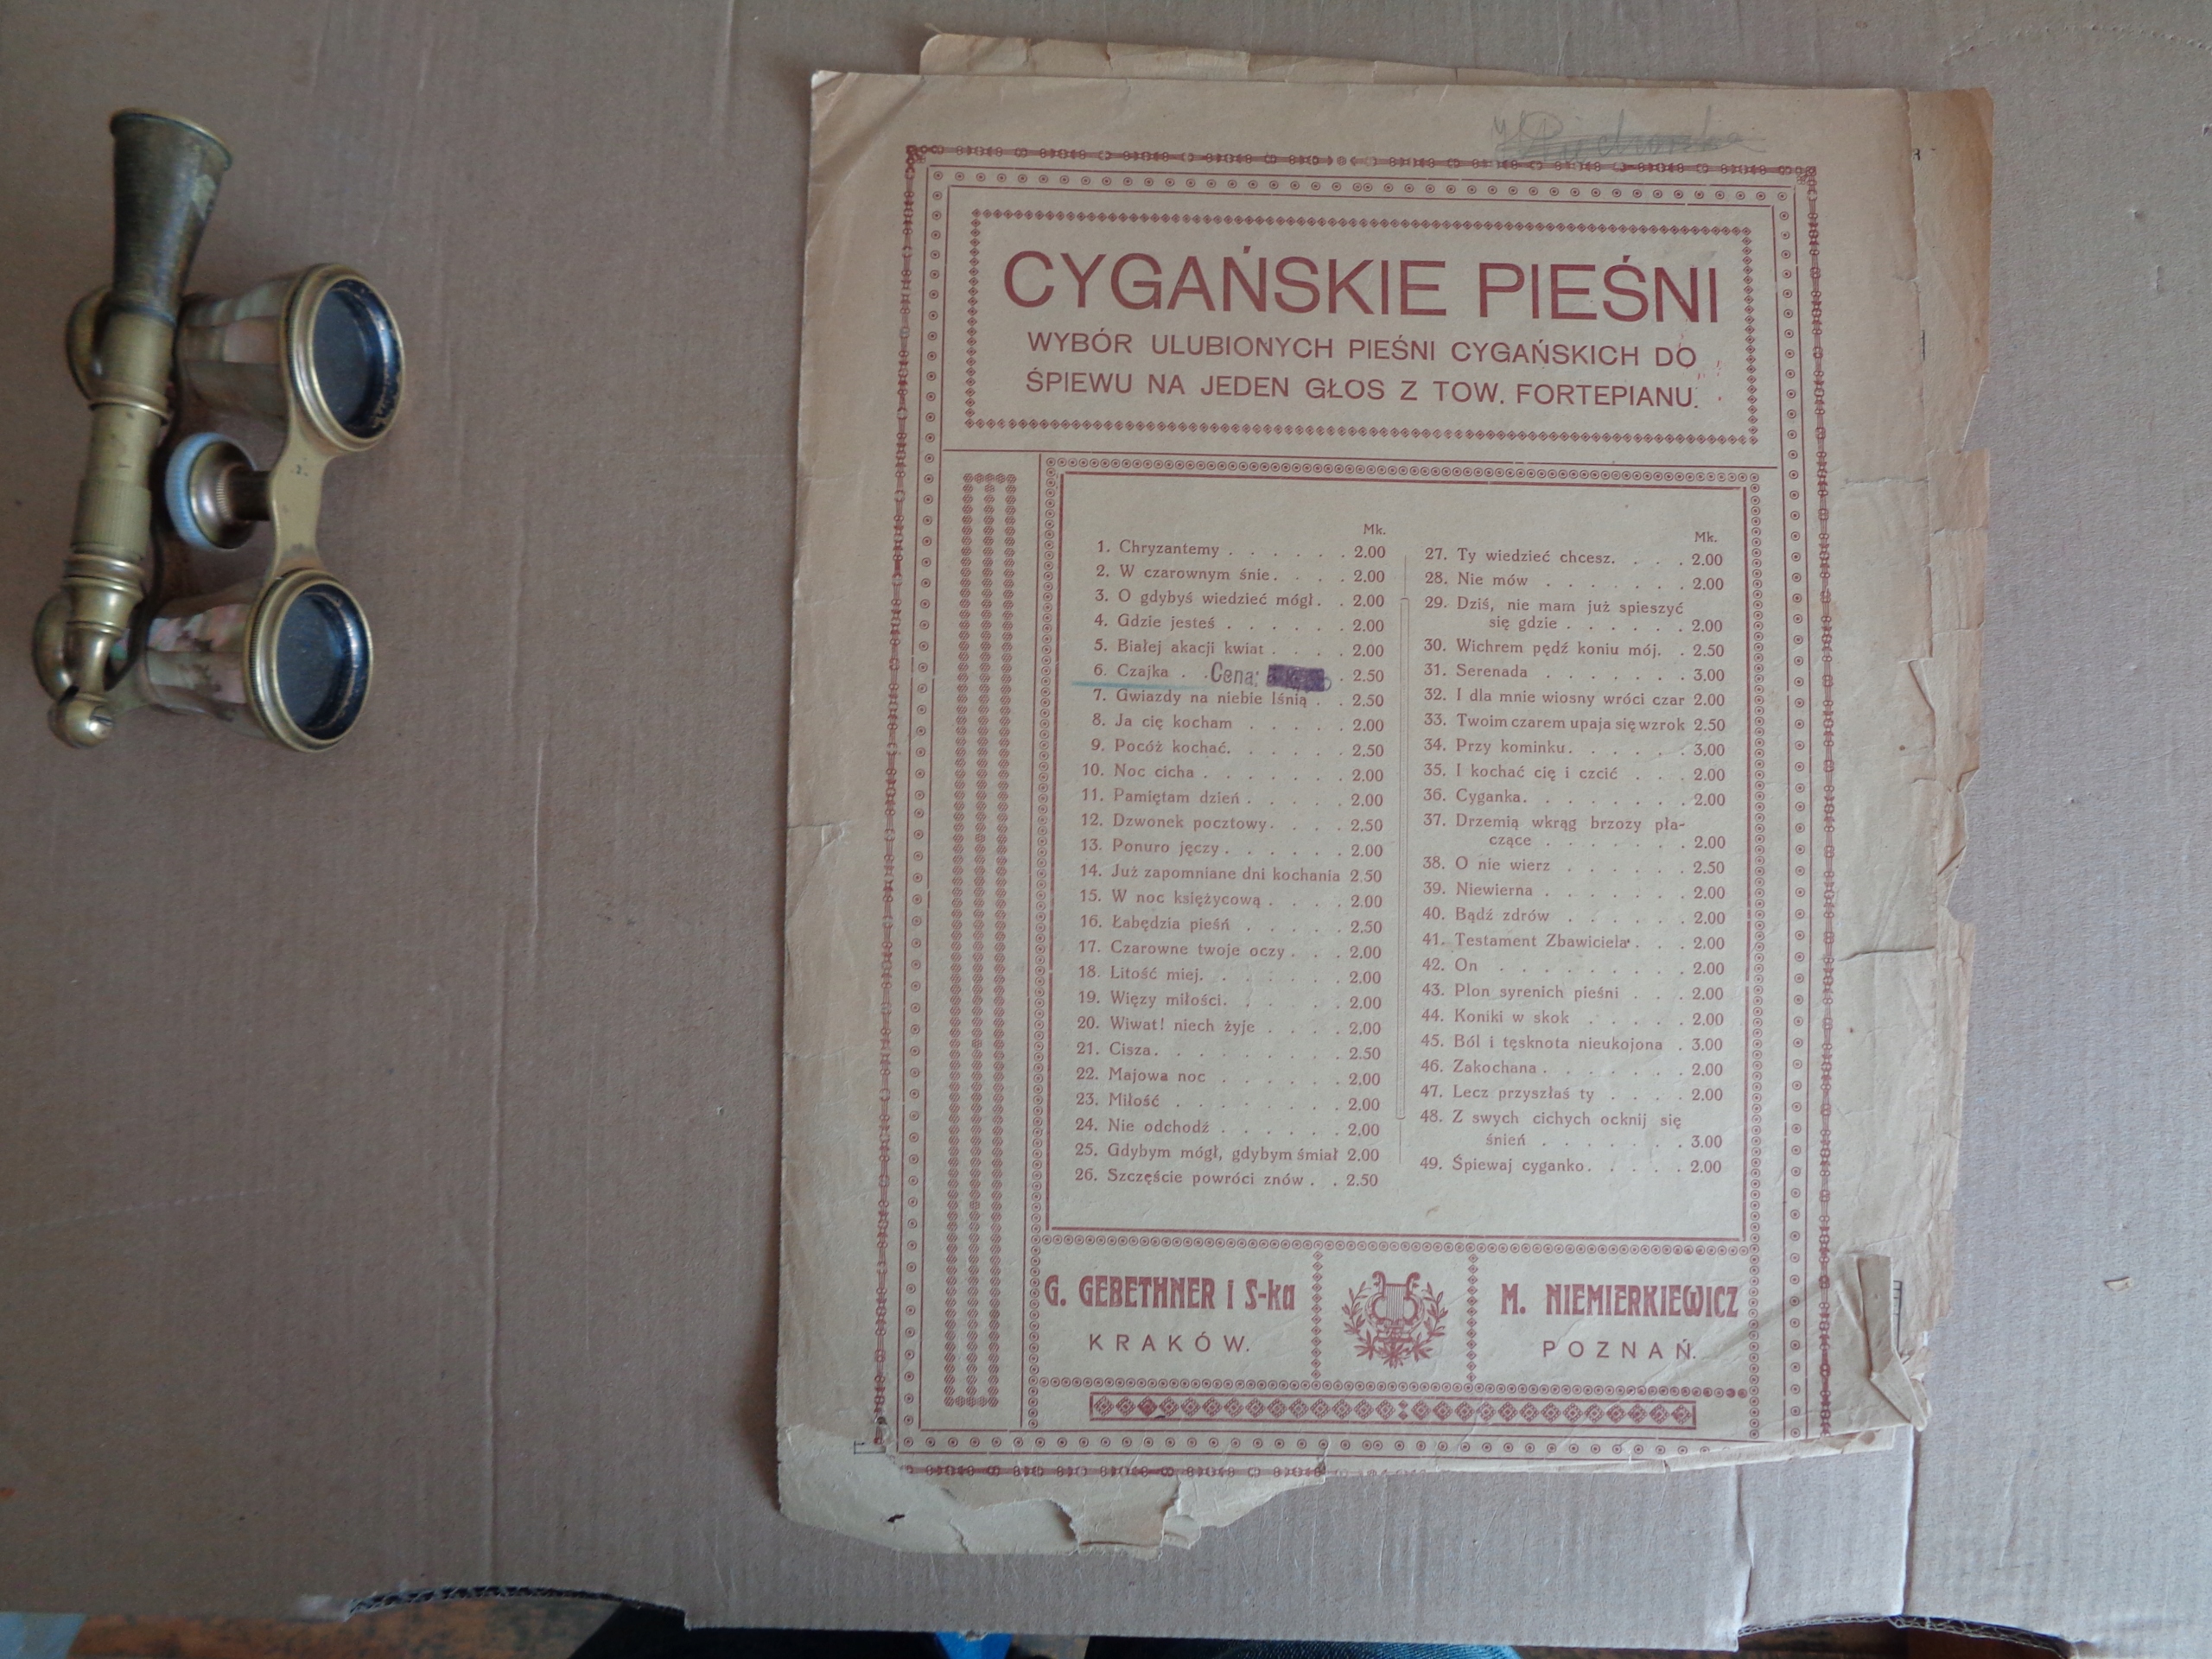 CYGAŃSKIE PIEŚNI
WYBÓR ULUBIONYCH PIEŚNI CYGAŃSKICH DO
ŚPIEWU NA JEDEN GŁOS Z TOW. FORTEPIANU.
Mk.
1. Chryzantemy . . . . . . 2.00
2. W czarownym śnie. . . . 2.00
3. O gdybyś wiedzieć mógł. . 2.00
4. Gdzie jesteś . . . . . . 2.00
5. Białej akacji kwiat . . . . 2.00
6. Czajka . . Cena: . 2.50
7. Gwiazdy na niebie lśnią . . 2.50
8. Ja cię kocham . . . . . 2.00
9. Pocóż kochać. . . . . . 2.50
10. Noc cicha . . . . . . . 2.00
11. Pamiętam dzień . . . . . 2.00
12. Dzwonek pocztowy. . . . 2.50
13. Ponuro jęczy . . . . . . 2.00
14. Już zapomniane dni kochania 2.50
15. W noc księżycową . . . . 2.00
16. Łabędzia pieśń . . . . . 2.50
17. Czarowne twoje oczy . . . 2.00
18. Litość miej. . . . . . . 2.00
19. Więzy miłości. . . . . 2.00
20. Wiwat! niech żyje . . . . 2.00
21. Cisza. . . . . . . . . 2.50
22. Majowa noc . . . . . . 2.00
23. Miłość . . . . . . . . 2.00
24. Nie odchodź . . . . . . 2.00
25. Gdybym mógł, gdybym śmiał 2.00
26. Szczęście powróci znów . . 2.50
Mk.
27. Ty wiedzieć chcesz. . . . 2.00
28. Nie mów . . . . . . . 2.00
29. Dziś, nie mam już spieszyć
się gdzie . . . . . . 2.00
30. Wichrem pędź koniu mój. . 2.50
31. Serenada . . . . . . . 3.00
32. I dla mnie wiosny wróci czar 2.00
33. Twoim czarem upaja się wzrok 2.50
34. Przy kominku. . . . . . 3.00
35. I kochać cię i czcić . . . 2.00
36. Cyganka. . . . . . . . 2.00
37. Drzemią wkrąg brzozy pła-
czące . . . . . . . 2.00
38. O nie wierz . . . . . . 2.50
39. Niewierna . . . . . . . 2.00
40. Bądź zdrów . . . . . . 2.00
41. Testament Zbawiciela . . . 2.00
42. On . . . . . . . . . 2.00
43. Plon syrenich pieśni . . . 2.00
44. Koniki w skok . . . . . 2.00
45. Ból i tęsknota nieukojona . 3.00
46. Zakochana . . . . . . . 2.00
47. Lecz przyszłaś ty . . . . 2.00
48. Z swych cichych ocknij się
śnień . . . . . . . 3.00
49. Śpiewaj cyganko. . . . . 2.00
G. GEBETHNER i S-ka
KRAKÓW.
M. NIEMIERKIEWICZ
POZNAŃ.